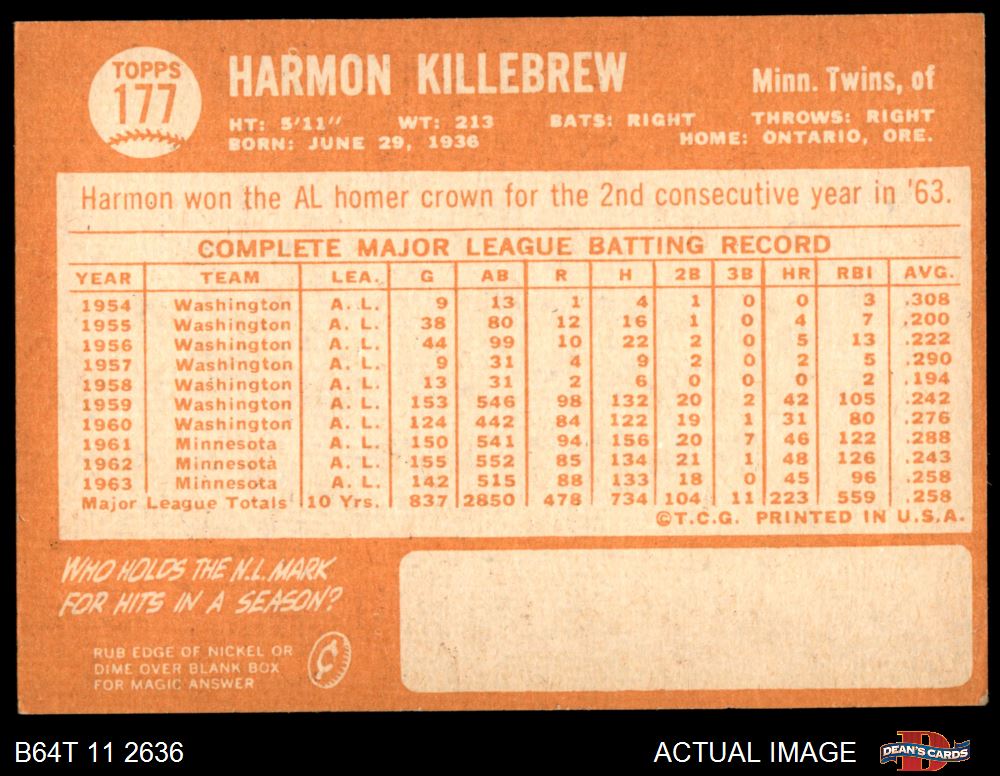 TOPPS
177
HARMON KILLEBREW
Minn. Twins, of
HT: 5'11" WT: 213 BATS: RIGHT THROWS: RIGHT
BORN: JUNE 29, 1936 HOME: ONTARIO, ORE.
Harmon won the AL homer crown for the 2nd consecutive year in '63.
COMPLETE MAJOR LEAGUE BATTING RECORD
YEAR TEAM LEA. G AB R H 2B 3B HR RBI AVG.
1954 Washington A. L. 9 13 1 4 1 0 0 3 .308
1955 Washington A. L. 38 80 12 16 1 0 4 7 .200
1956 Washington A. L. 44 99 10 22 2 0 5 13 .222
1957 Washington A. L. 9 31 4 9 2 0 2 5 .290
1958 Washington A. L. 13 31 2 6 0 0 0 2 .194
1959 Washington A. L. 153 546 98 132 20 2 42 105 .242
1960 Washington A. L. 124 442 84 122 19 1 31 80 .276
1961 Minnesota A. L. 150 541 94 156 20 7 46 122 .288
1962 Minnesota A. L. 155 552 85 134 21 1 48 126 .243
1963 Minnesota A. L. 142 515 88 133 18 0 45 96 .258
Major League Totals 10 Yrs. 837 2850 478 734 104 11 223 559 .258
©T.C.G. PRINTED IN U.S.A.
WHO HOLDS THE N.L. MARK
FOR HITS IN A SEASON?
RUB EDGE OF NICKEL OR
DIME OVER BLANK BOX
FOR MAGIC ANSWER
B64T 11 2636
ACTUAL IMAGE
DEAN'S CARDS